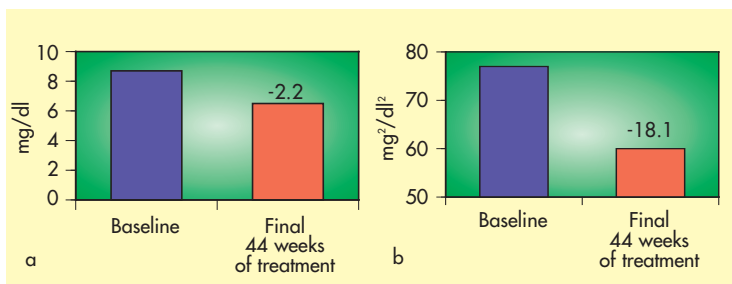 10
8
6
4
2
0
mg/dl
-2.2
Baseline
Final
44 weeks
of treatment
a
80
70
60
50
mg²/dl²
-18.1
Baseline
Final
44 weeks
of treatment
b